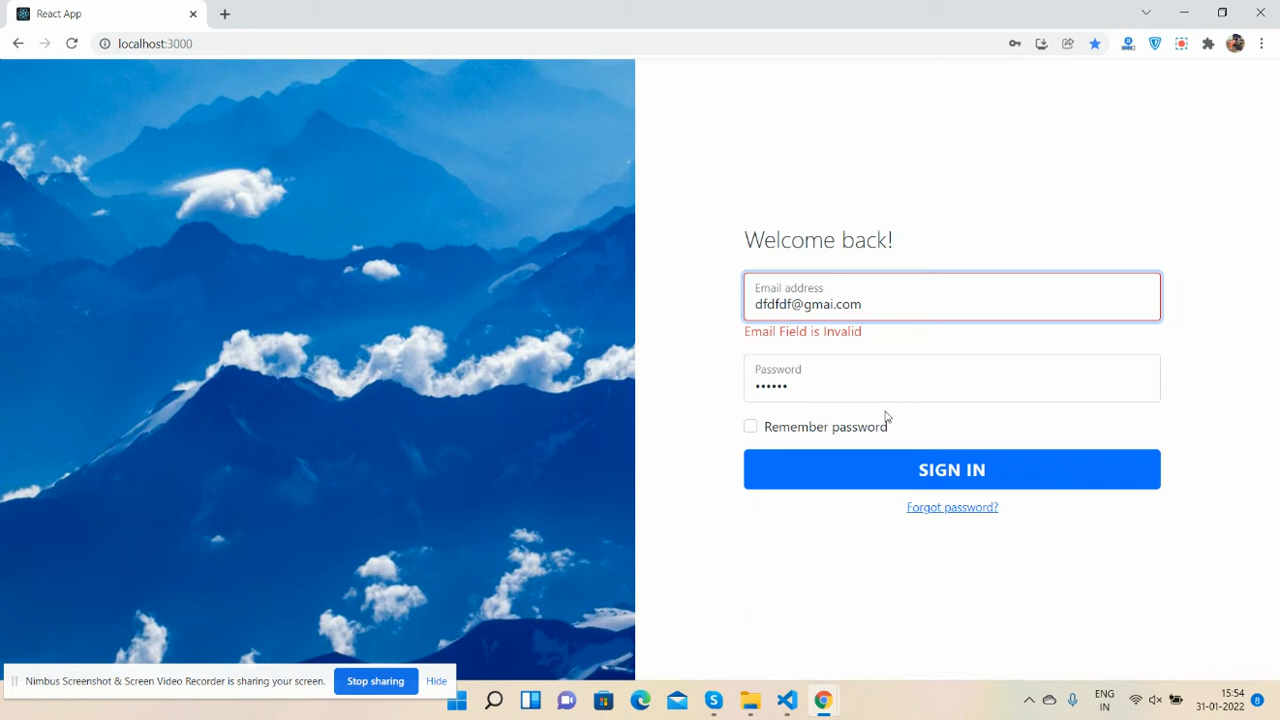 React App
localhost:3000
Welcome back!
Email address
dfdfdf@gmai.com
Email Field is Invalid
Password
••••••
Remember password
SIGN IN
Forgot password?
Nimbus Screenshot & Screen Video Recorder is sharing your screen. Stop sharing Hide
ENG
IN
15:54
31-01-2022
8